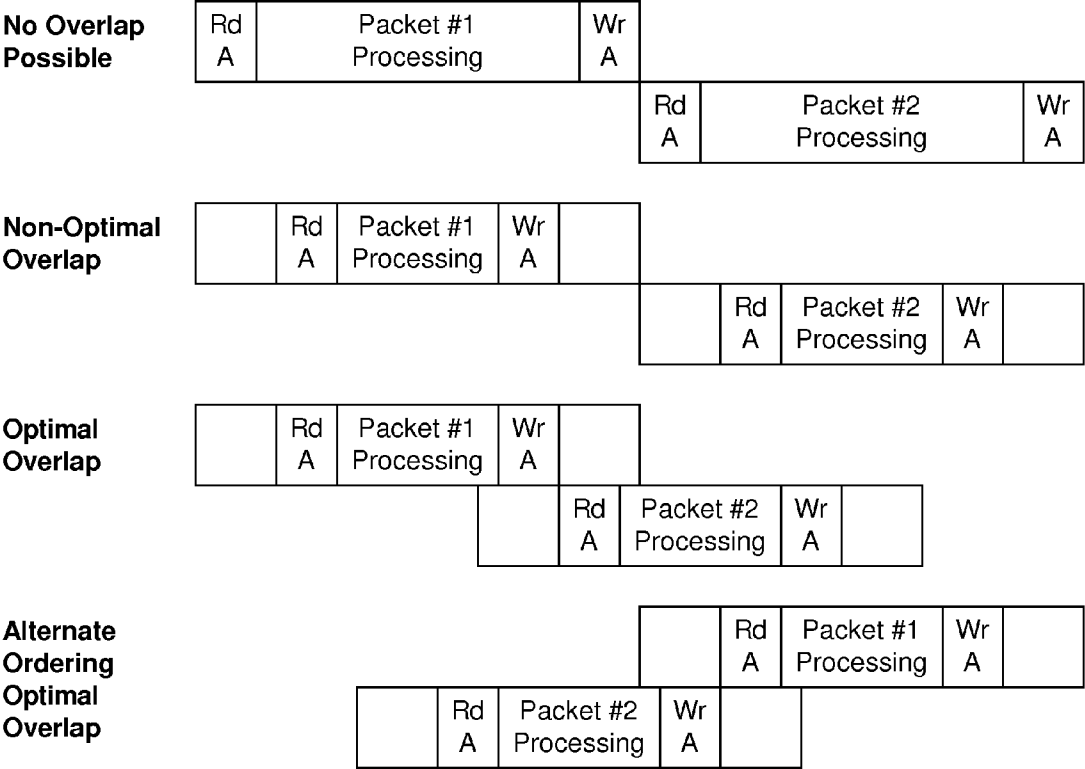 No Overlap
Possible
Rd
A
Packet #1
Processing
Wr
A
Rd
A
Packet #2
Processing
Wr
A
Non-Optimal
Overlap
Rd
A
Packet #1
Processing
Wr
A
Rd
A
Packet #2
Processing
Wr
A
Optimal
Overlap
Rd
A
Packet #1
Processing
Wr
A
Rd
A
Packet #2
Processing
Wr
A
Alternate
Ordering
Optimal
Overlap
Rd
A
Packet #1
Processing
Wr
A
Rd
A
Packet #2
Processing
Wr
A